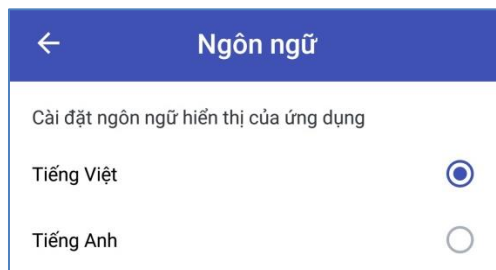 Ngôn ngữ
Cài đặt ngôn ngữ hiển thị của ứng dụng
Tiếng Việt
Tiếng Anh